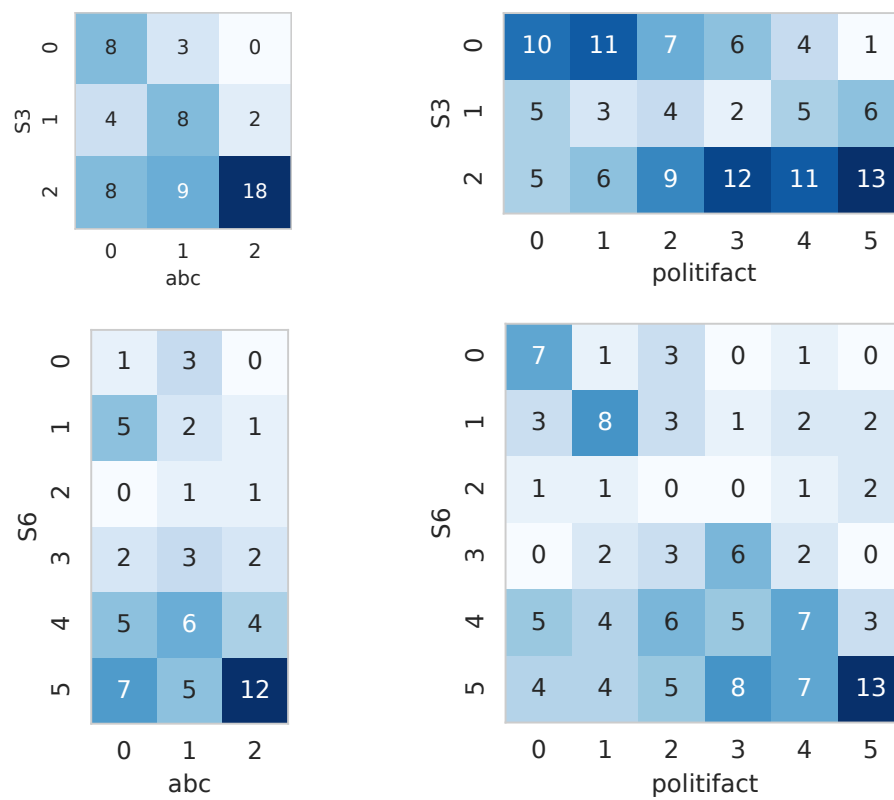 0 8 3 0
S3 1 4 8 2
2 8 9 18
0 1 2
abc
0 10 11 7 6 4 1
S3 1 5 3 4 2 5 6
2 5 6 9 12 11 13
0 1 2 3 4 5
politifact
0 1 3 0
1 5 2 1
2 0 1 1
S6
3 2 3 2
4 5 6 4
5 7 5 12
0 1 2
abc
0 7 1 3 0 1 0
1 3 8 3 1 2 2
2 1 1 0 0 1 2
S6
3 0 2 3 6 2 0
4 5 4 6 5 7 3
5 4 4 5 8 7 13
0 1 2 3 4 5
politifact